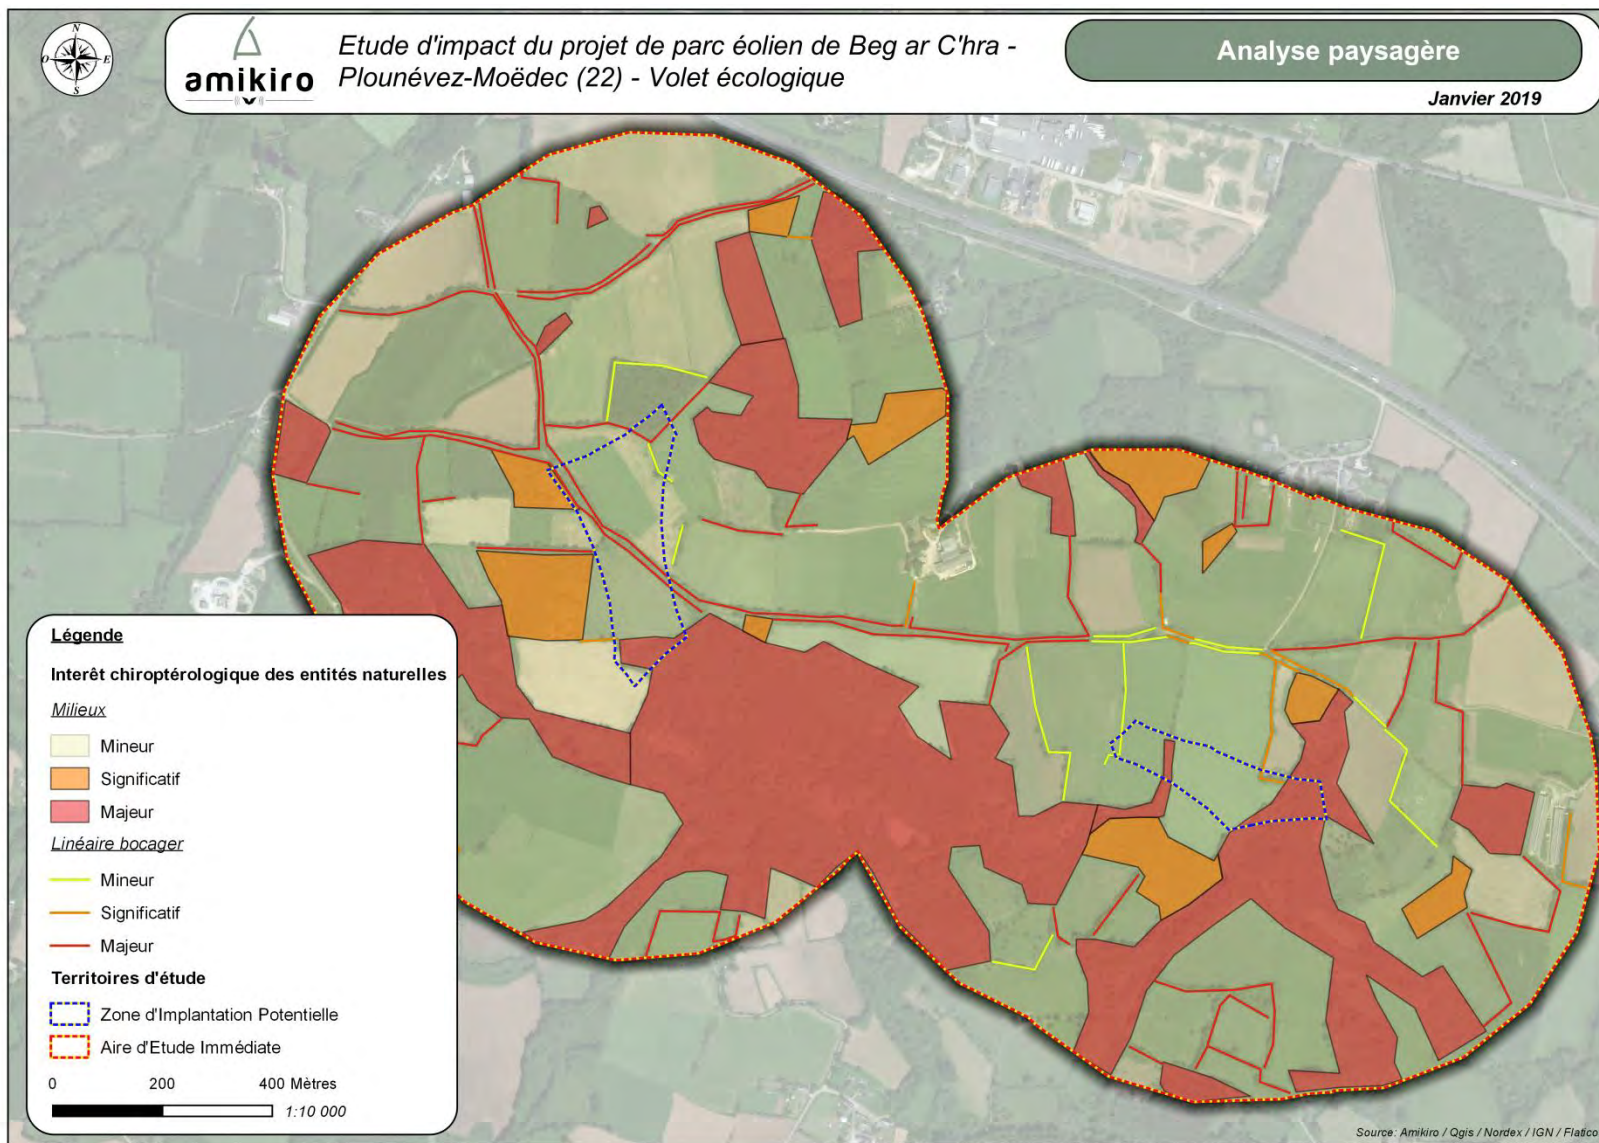 N
O
E
S
amikiro
Etude d'impact du projet de parc éolien de Beg ar C'hra -
Plounévez-Moëdec (22) - Volet écologique
Analyse paysagère
Janvier 2019
Légende
Interêt chiroptérologique des entités naturelles
Milieux
Mineur
Significatif
Majeur
Linéaire bocager
Mineur
Significatif
Majeur
Territoires d'étude
Zone d'Implantation Potentielle
Aire d'Etude Immédiate
0 200 400 Mètres
1:10 000
Source: Amikiro / Qgis / Nordex / IGN / Flatico